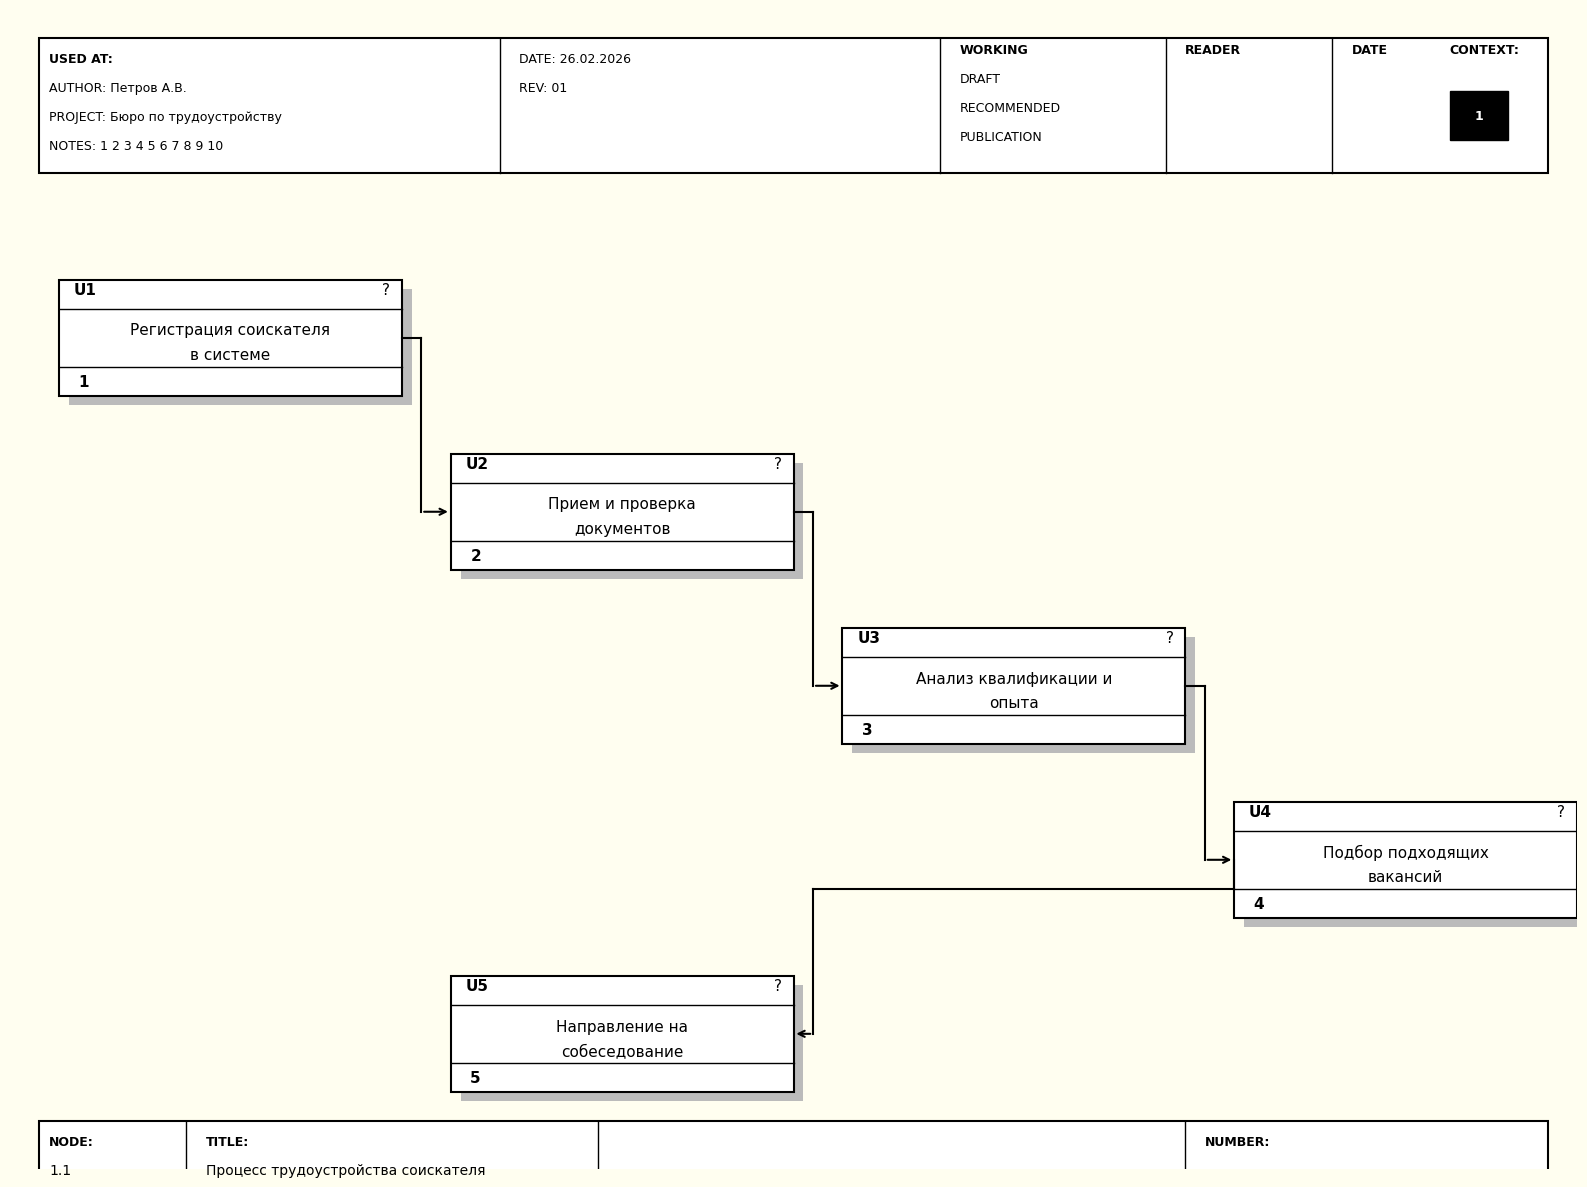 USED AT:
AUTHOR: Петров А.В.
PROJECT: Бюро по трудоустройству
NOTES: 1 2 3 4 5 6 7 8 9 10
DATE: 26.02.2026
REV: 01
WORKING
DRAFT
RECOMMENDED
PUBLICATION
READER
DATE
CONTEXT:
1
U1 ?
Регистрация соискателя
в системе
1
U2 ?
Прием и проверка
документов
2
U3 ?
Анализ квалификации и
опыта
3
U4 ?
Подбор подходящих
вакансий
4
U5 ?
Направление на
собеседование
5
NODE:
1.1
TITLE:
Процесс трудоустройства соискателя
NUMBER: